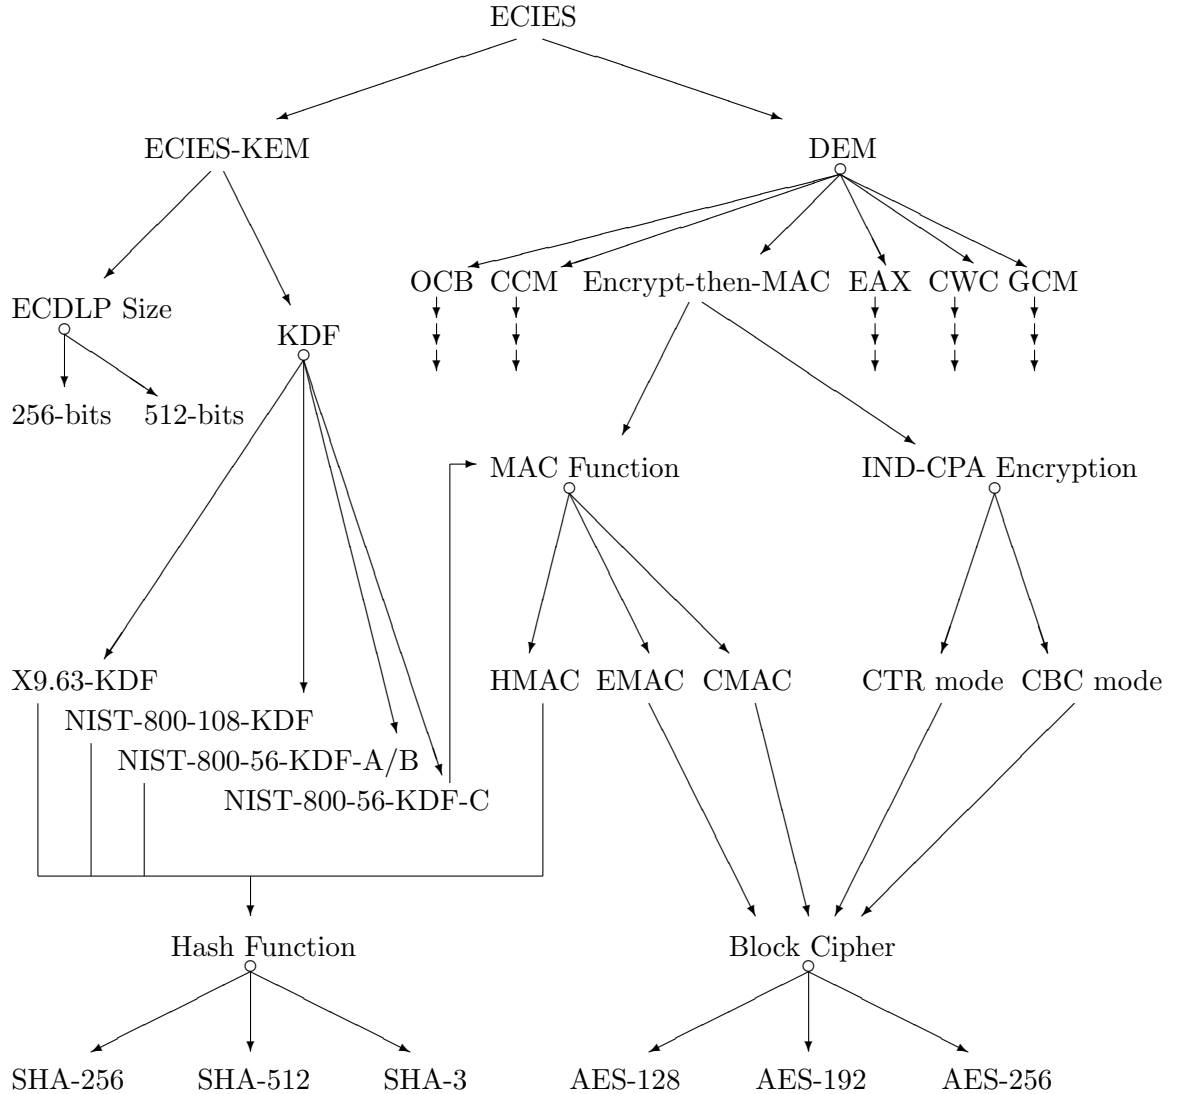 ECIES
ECIES-KEM DEM
OCB CCM Encrypt-then-MAC EAX CWC GCM
ECDLP Size
KDF
256-bits 512-bits
MAC Function IND-CPA Encryption
X9.63-KDF HMAC EMAC CMAC CTR mode CBC mode
NIST-800-108-KDF
NIST-800-56-KDF-A/B
NIST-800-56-KDF-C
Hash Function Block Cipher
SHA-256 SHA-512 SHA-3 AES-128 AES-192 AES-256